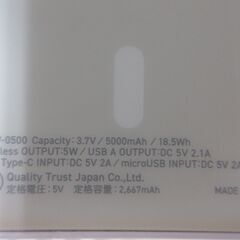 -0500 Capacity: 3.7V / 5000mAh / 18.5Wh
less OUTPUT:5W / USB A OUTPUT:DC 5V 2.1A
Type-C INPUT:DC 5V 2A / microUSB INPUT:DC 5V 2A
Quality Trust Japan Co.,Ltd.
定格電圧:5V 定格容量:2,667mAh
MADE